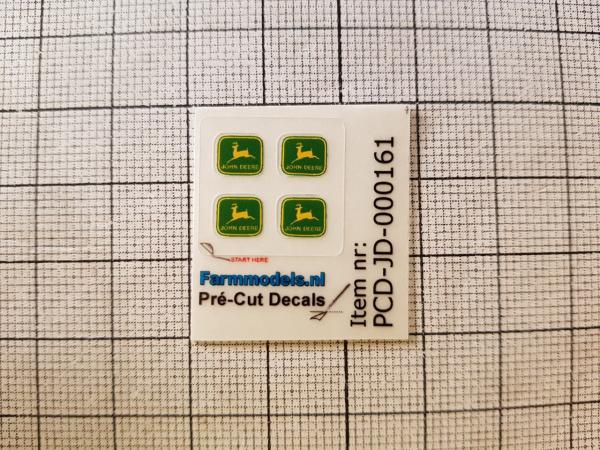 JOHN DEERE
JOHN DEERE
JOHN DEERE
JOHN DEERE
START HERE
Farmmodels.nl
Pré-Cut Decals
Item nr:
PCD-JD-000161